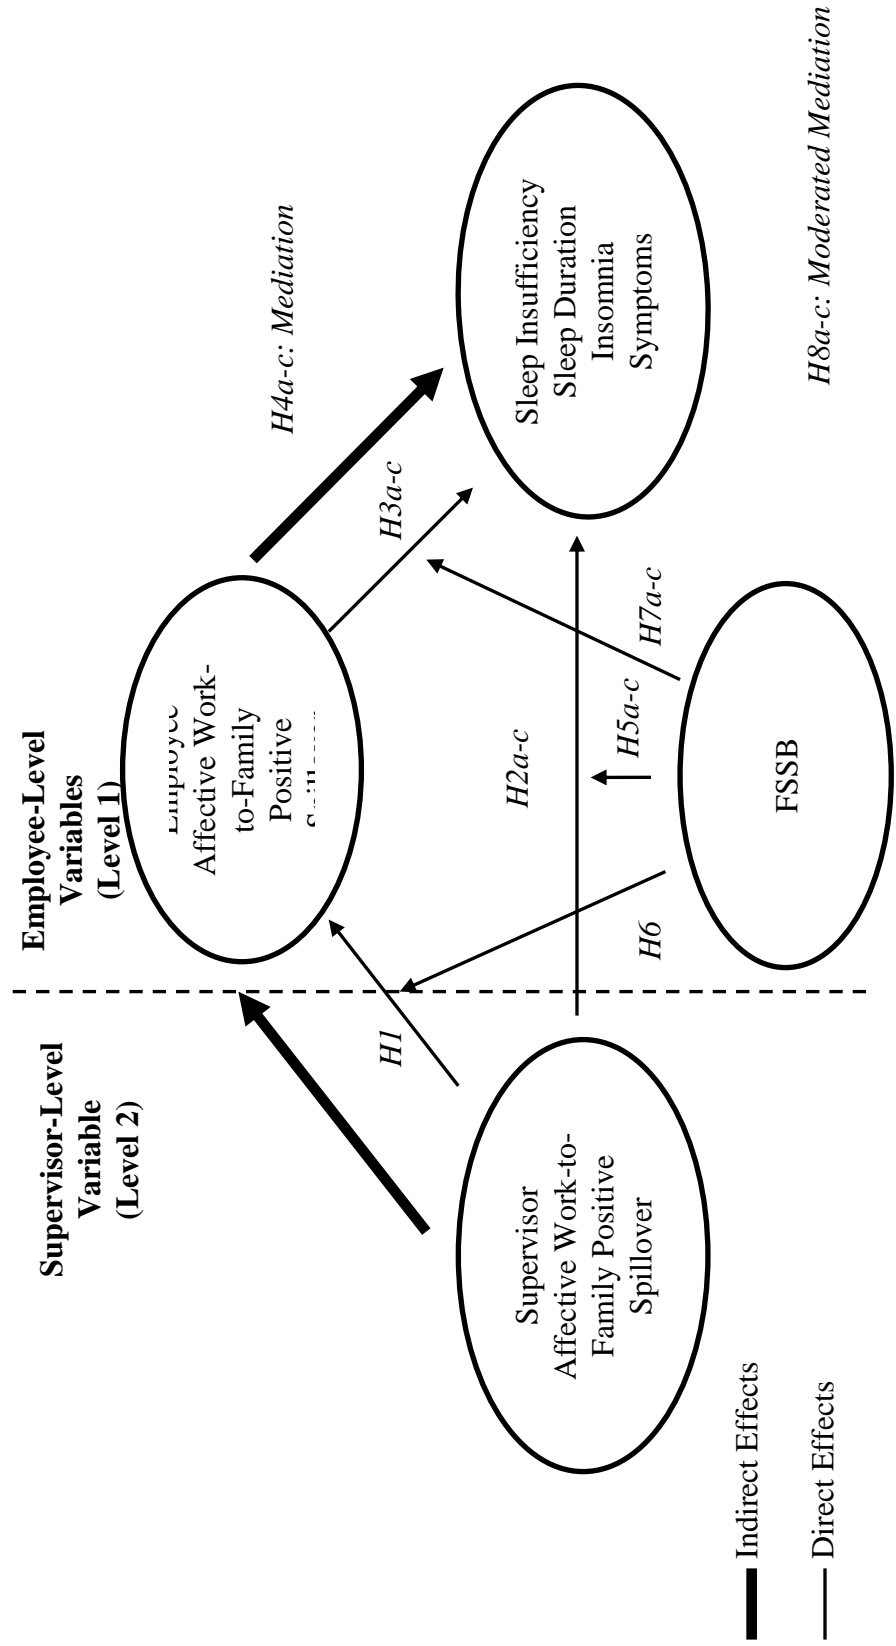 Supervisor-Level
Variable
(Level 2)
Employee-Level
Variables
(Level 1)
Employee
Affective Work-
to-Family
Positive
H4a-c: Mediation
H1
H3a-c
Supervisor
Affective Work-to-
Family Positive
Spillover
H2a-c
Sleep Insufficiency
Sleep Duration
Insomnia
Symptoms
H6
H5a-c
H7a-c
FSSB
Indirect Effects
Direct Effects
H8a-c: Moderated Mediation